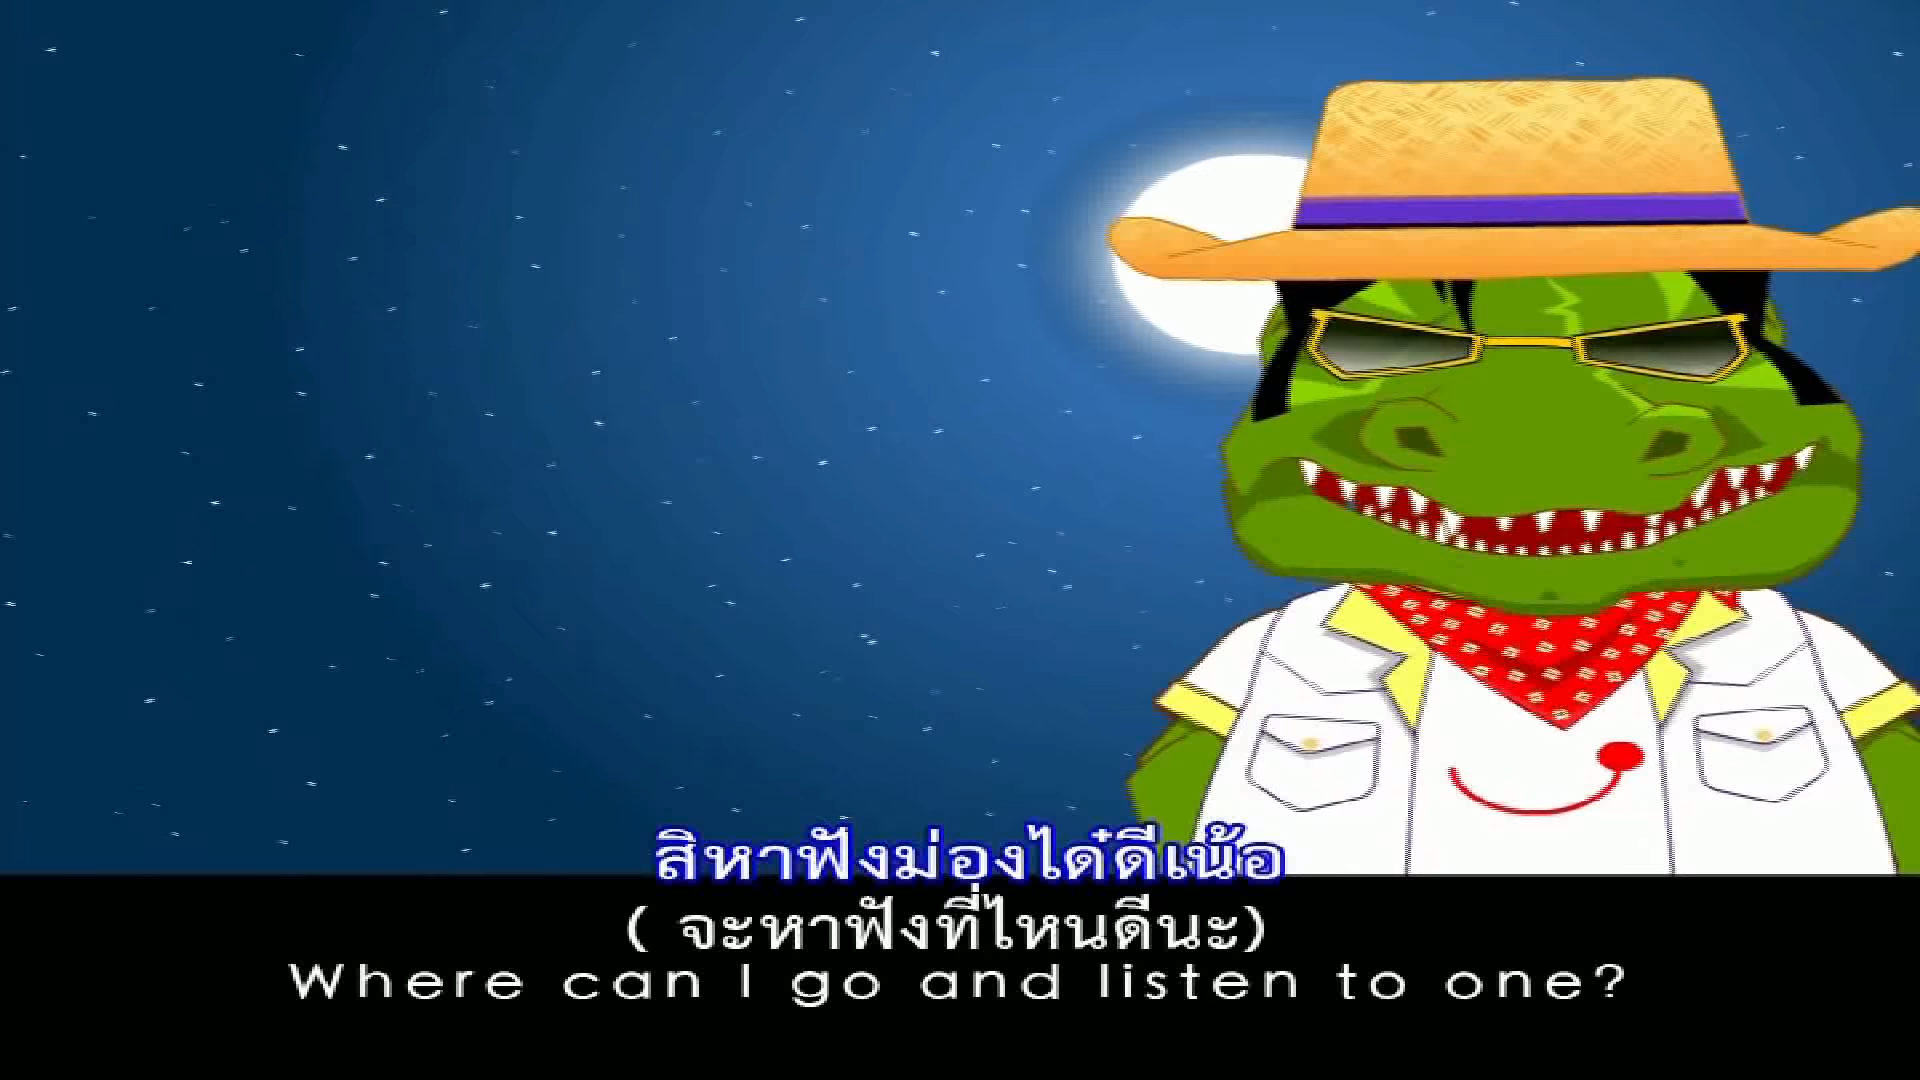 สิหาฟังม่องได๋ดีเน้อ
( จะหาฟังที่ไหนดีนะ)
Where can I go and listen to one?